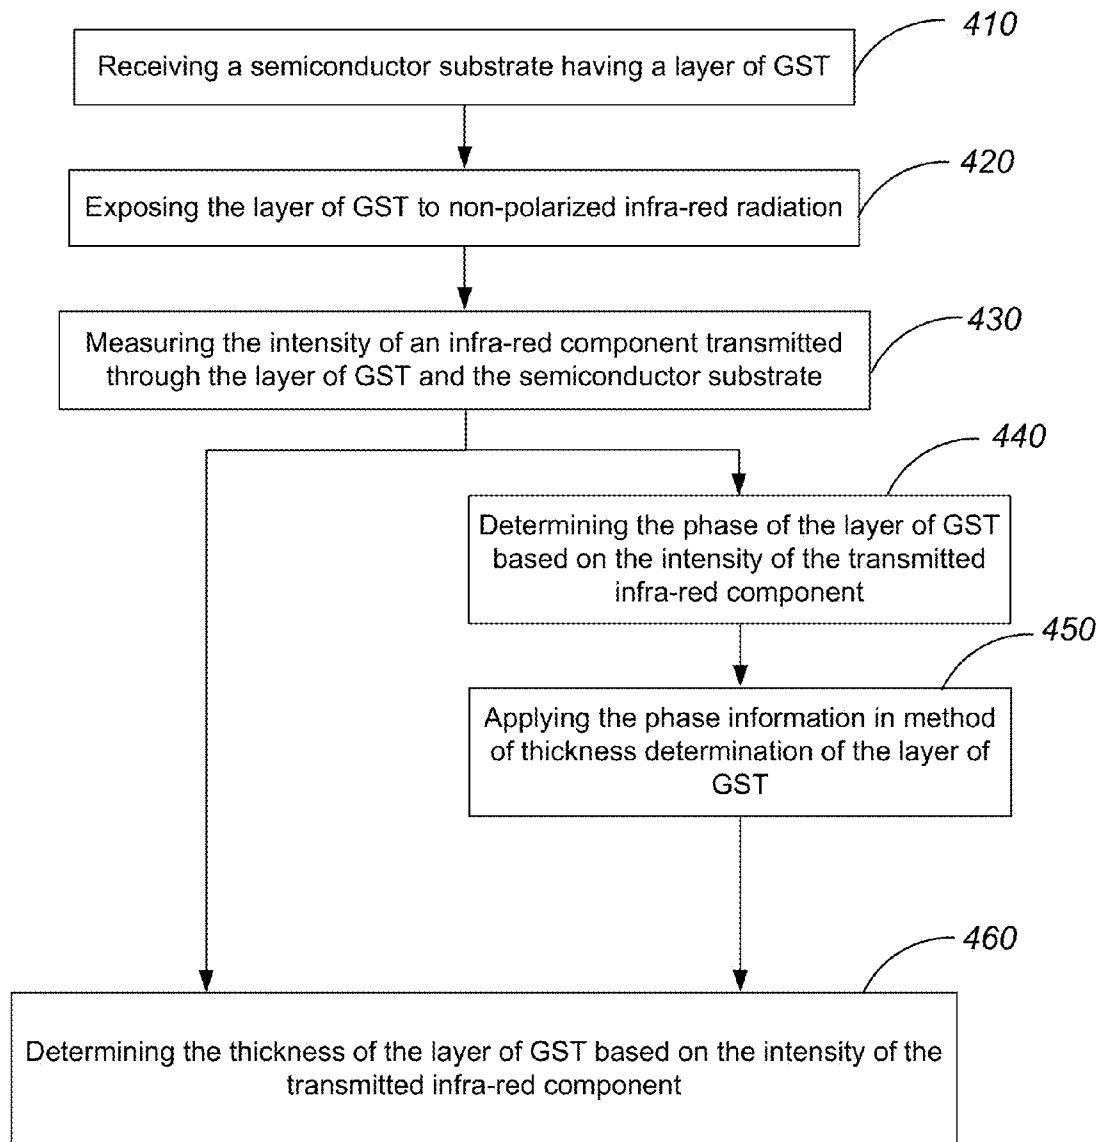 410
Receiving a semiconductor substrate having a layer of GST
420
Exposing the layer of GST to non-polarized infra-red radiation
430
Measuring the intensity of an infra-red component transmitted
through the layer of GST and the semiconductor substrate
440
Determining the phase of the layer of GST
based on the intensity of the transmitted
infra-red component
450
Applying the phase information in method
of thickness determination of the layer of
GST
460
Determining the thickness of the layer of GST based on the intensity of the
transmitted infra-red component